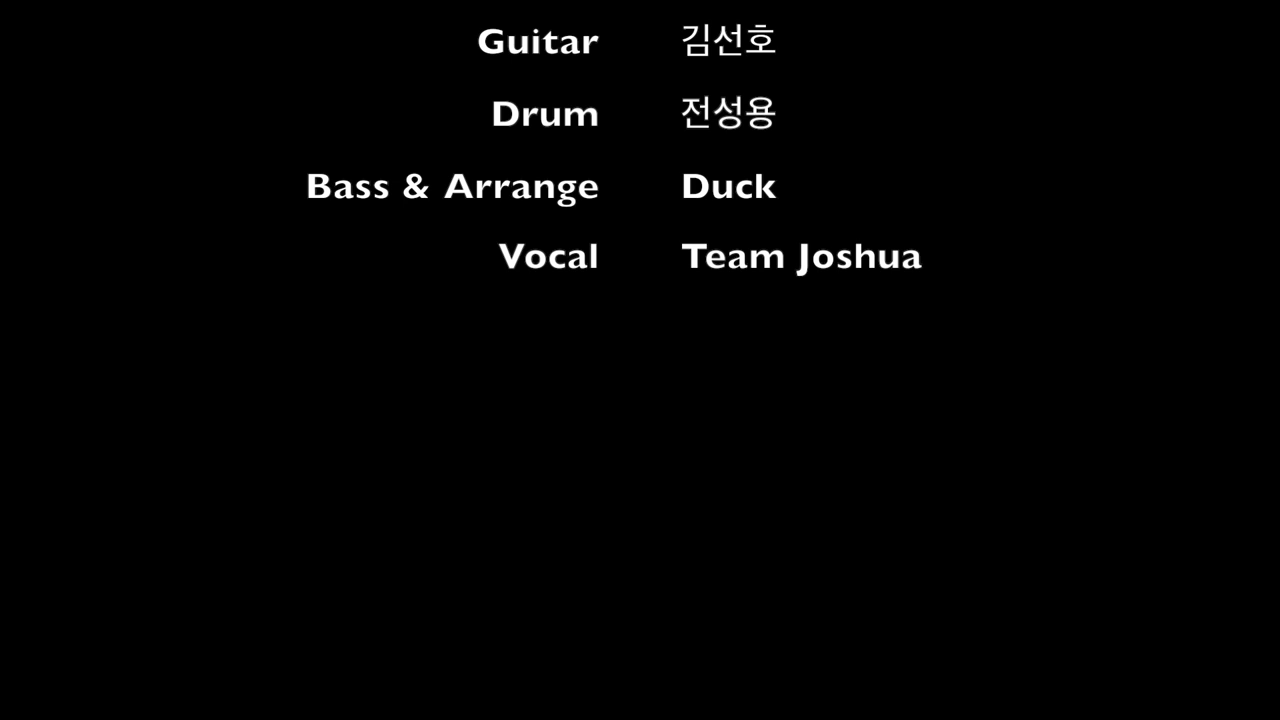 Guitar 김선호
Drum 전성용
Bass & Arrange Duck
Vocal Team Joshua